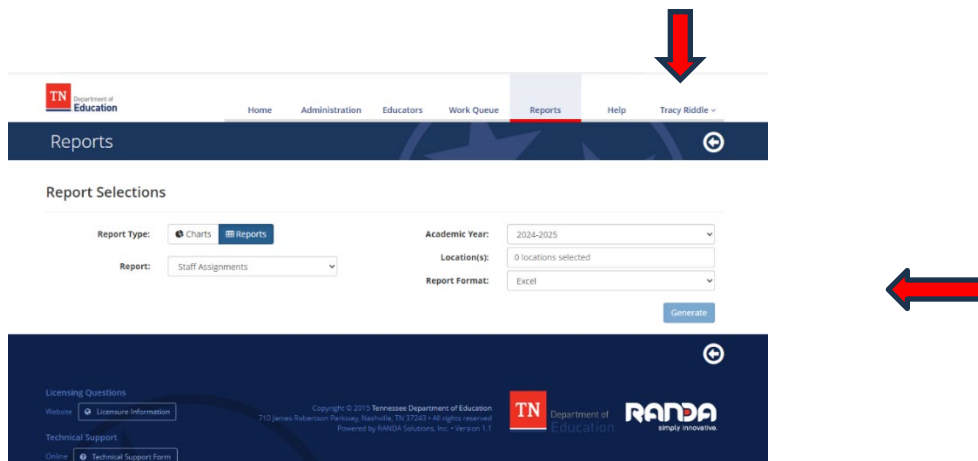 TN Department of
Education
Home Administration Educators Work Queue Reports Help Tracy Riddle
Reports
Report Selections
Report Type: Charts Reports
Report: Staff Assignments
Academic Year: 2024-2025
Location(s): 0 locations selected
Report Format: Excel
Generate
Licensing Questions
Website Licensure Information
Technical Support
Online Technical Support Form
Copyright © 2015 Tennessee Department of Education
710 James Robertson Parkway, Nashville, TN 37243 • All rights reserved
Powered by RANDA Solutions, Inc. • Version 1.1
TN Department of
Education
RANDA
simply innovative.